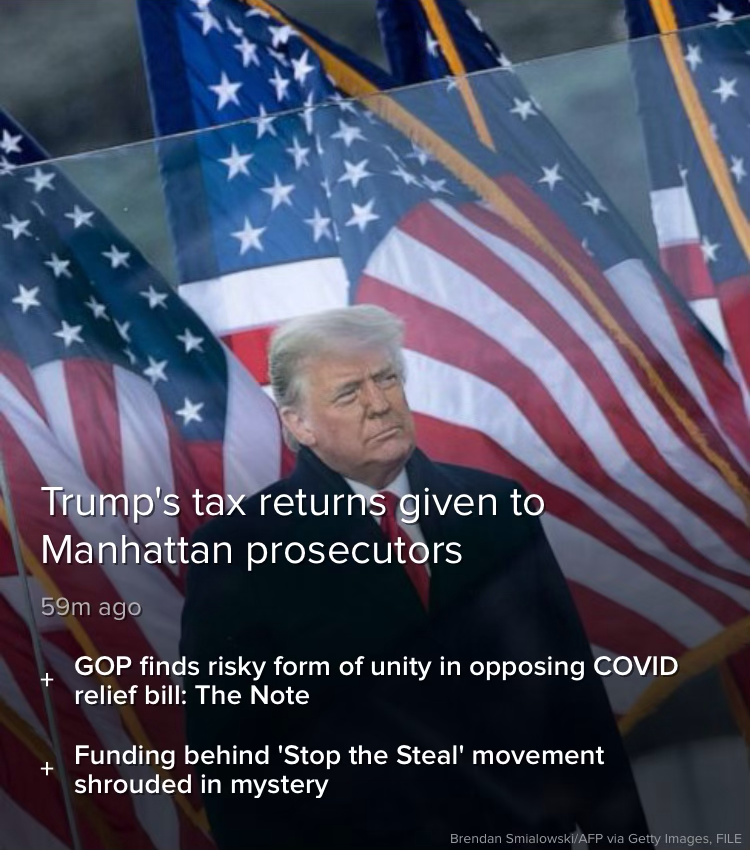 Trump's tax returns given to
Manhattan prosecutors
59m ago
+ GOP finds risky form of unity in opposing COVID
relief bill: The Note
+ Funding behind 'Stop the Steal' movement
shrouded in mystery
Brendan Smialowski/AFP via Getty Images, FILE